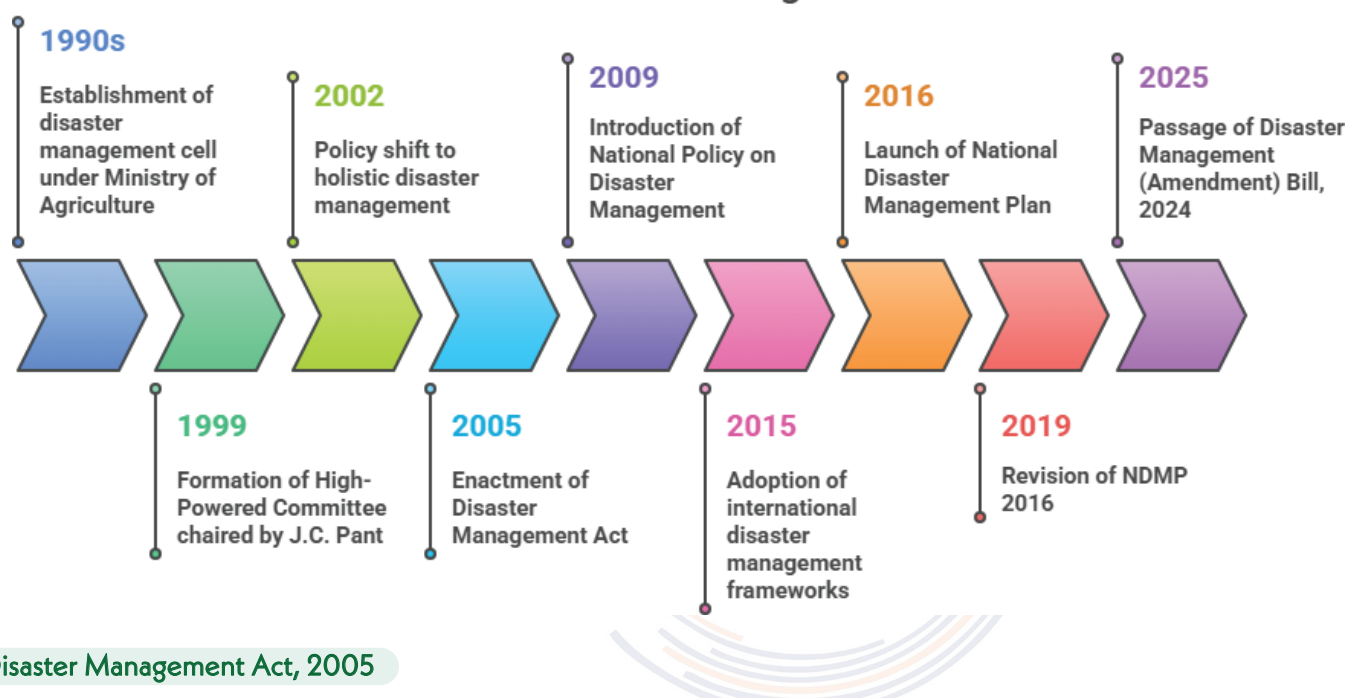 1990s
Establishment of
disaster
management cell
under Ministry of
Agriculture
2002
Policy shift to
holistic disaster
management
2009
Introduction of
National Policy on
Disaster
Management
2016
Launch of National
Disaster
Management Plan
2025
Passage of Disaster
Management
(Amendment) Bill,
2024
1999
Formation of High-
Powered Committee
chaired by J.C. Pant
2005
Enactment of
Disaster
Management Act
2015
Adoption of
international
disaster
management
frameworks
2019
Revision of NDMP
2016
isaster Management Act, 2005